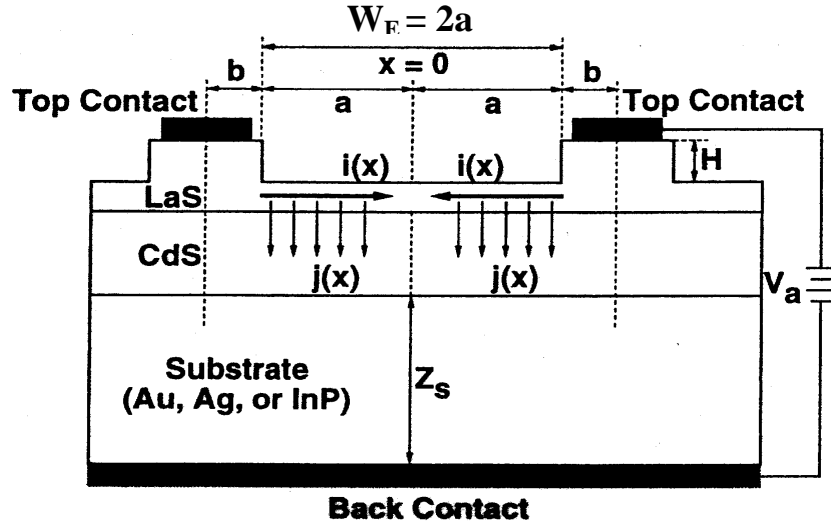 W_E = 2a
x = 0
b
b
Top Contact
a
a
Top Contact
i(x)
i(x)
H
LaS
CdS
j(x)
j(x)
V_a
Substrate
(Au, Ag, or InP)
Z_s
Back Contact